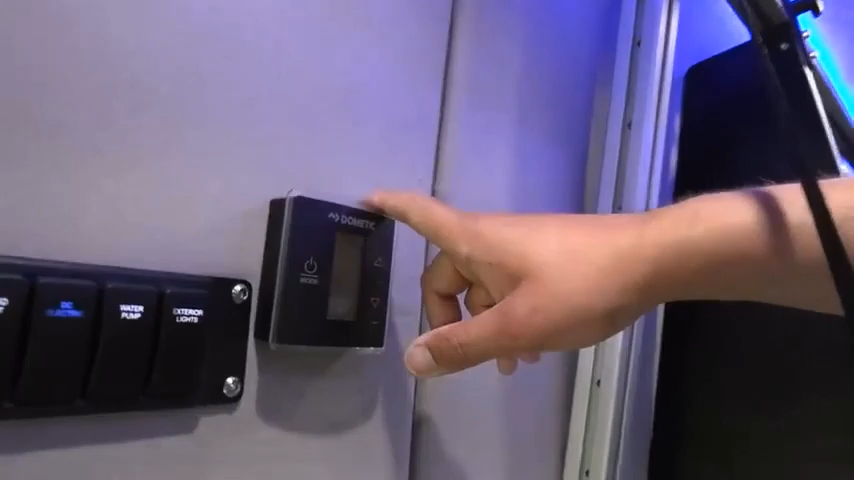 DOMETIC
MODE
DC
ELECTRIC
WATER
PUMP
EXTERIOR
LIGHTS